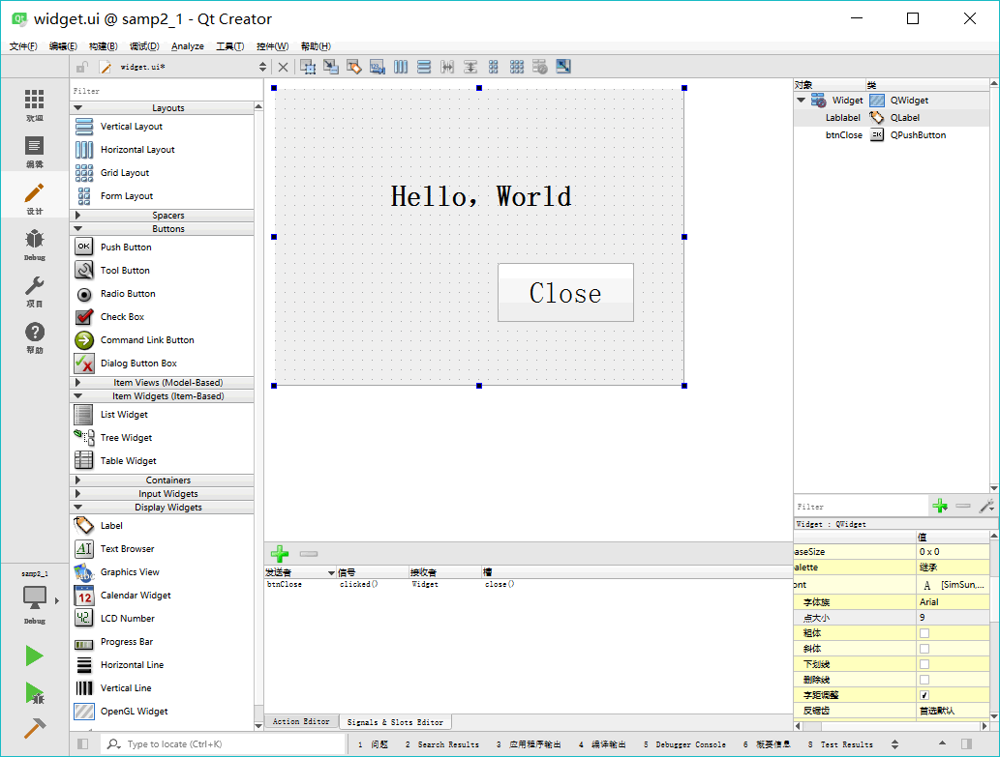 widget.ui @ samp2_1 - Qt Creator
文件(F) 编辑(E) 构建(B) 调试(D) Analyze 工具(T) 控件(W) 帮助(H)
widget.ui*
欢迎
编辑
设计
Debug
项目
帮助
samp2_1
Debug
Filter
Layouts
Vertical Layout
Horizontal Layout
Grid Layout
Form Layout
Spacers
Buttons
OK Push Button
Tool Button
Radio Button
Check Box
Command Link Button
Dialog Button Box
Item Views (Model-Based)
Item Widgets (Item-Based)
List Widget
Tree Widget
Table Widget
Containers
Input Widgets
Display Widgets
Label
AI Text Browser
Graphics View
12 Calendar Widget
42 LCD Number
Progress Bar
Horizontal Line
Vertical Line
OpenGL Widget
Hello, World
Close
发送者 信号 接收者 槽
btnClose clicked() Widget close()
Action Editor Signals & Slots Editor
对象 类
Widget QWidget
Lablabel QLabel
btnClose OK QPushButton
Filter
Widget : QWidget
值
baseSize 0 x 0
palette 继承
font A [SimSun,...
字体族 Arial
点大小 9
粗体
斜体
下划线
删除线
字距调整
反锯齿 首选默认
Type to locate (Ctrl+K) 1 问题 2 Search Results 3 应用程序输出 4 编译输出 5 Debugger Console 6 概要信息 8 Test Results